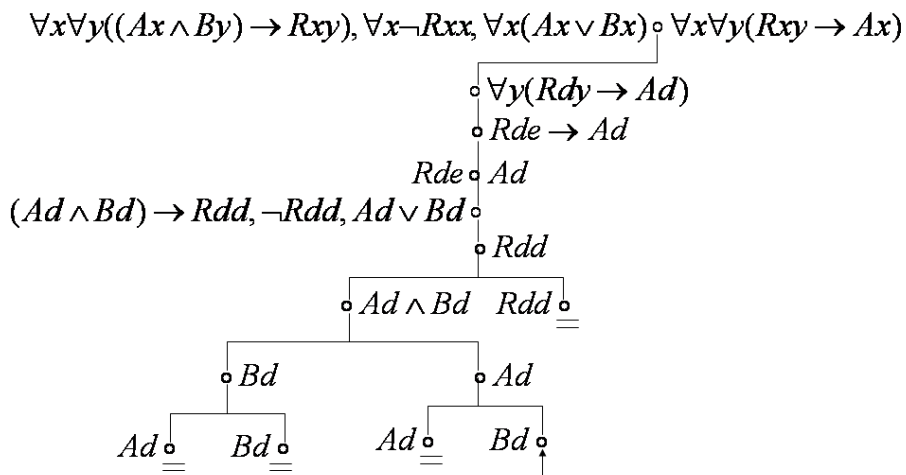 ∀x∀y((Ax ∧ By) → Rxy), ∀x¬Rxx, ∀x(Ax ∨ Bx) ∘ ∀x∀y(Rxy → Ax)
∘ ∀y(Rdy → Ad)
∘ Rde → Ad
Rde ∘ Ad
(Ad ∧ Bd) → Rdd, ¬Rdd, Ad ∨ Bd ∘
∘ Rdd
∘ Ad ∧ Bd Rdd ∘
∘ Bd ∘ Ad
Ad ∘ Bd ∘ Ad ∘ Bd ∘